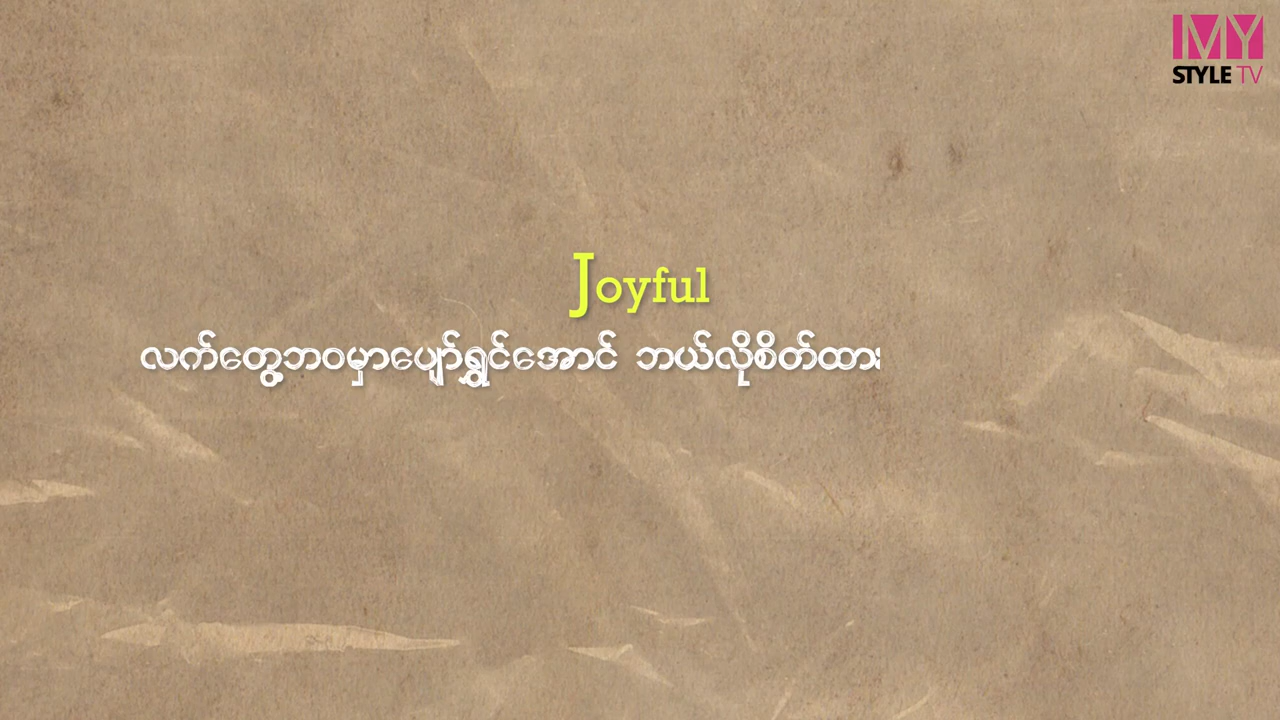 MY
STYLE TV
Joyful
လက်တွေ့ဘဝမှာပျော်ရွှင်အောင် ဘယ်လိုစိတ်ထား